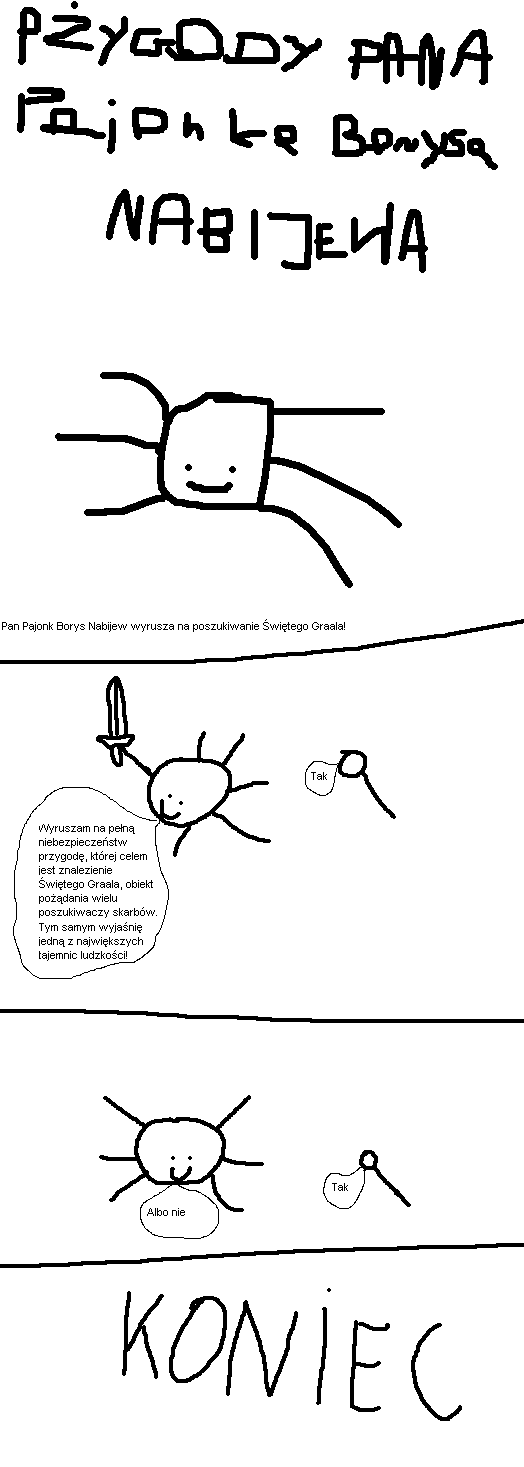 PŻYGODY PANA
Pajonka Borysa
NABIJEWA
Pan Pajonk Borys Nabijew wyrusza na poszukiwanie Świętego Graala!
Tak
Wyruszam na pełną
niebezpieczeństw
przygodę, której celem
jest znalezienie
Świętego Graala, obiekt
pożądania wielu
poszukiwaczy skarbów.
Tym samym wyjaśnię
jedną z największych
tajemnic ludzkości!
Albo nie
Tak
KONIEC